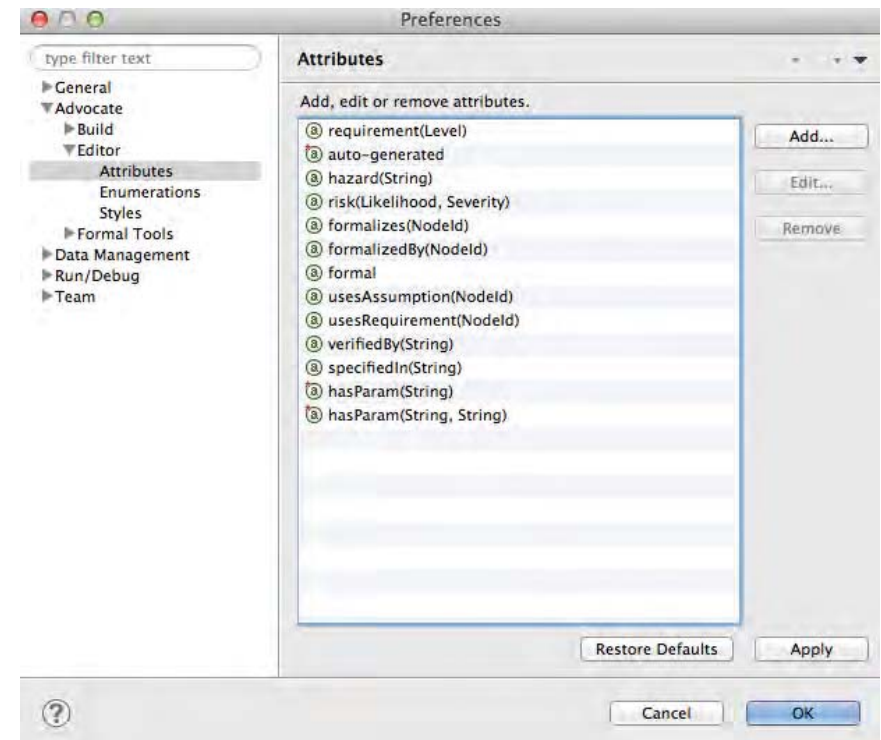 Preferences
type filter text
General
Advocate
Build
Editor
Attributes
Enumerations
Styles
Formal Tools
Data Management
Run/Debug
Team
Attributes
Add, edit or remove attributes.
a requirement(Level)
a auto-generated
a hazard(String)
a risk(Likelihood, Severity)
a formalizes(NodeId)
a formalizedBy(NodeId)
a formal
a usesAssumption(NodeId)
a usesRequirement(NodeId)
a verifiedBy(String)
a specifiedIn(String)
a hasParam(String)
a hasParam(String, String)
Add...
Edit...
Remove
Restore Defaults
Apply
?
Cancel
OK